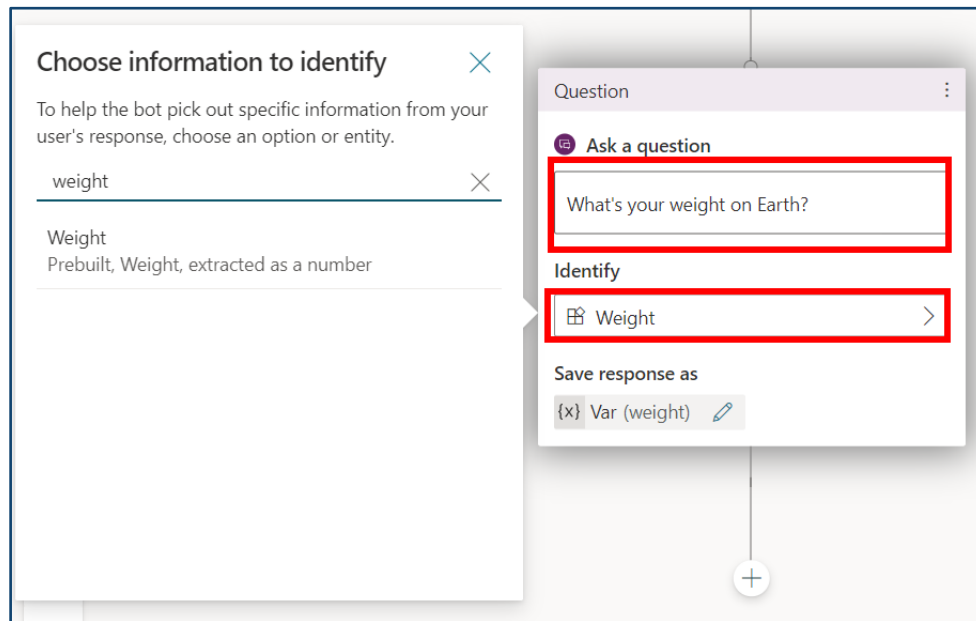 Choose information to identify
To help the bot pick out specific information from your
user's response, choose an option or entity.
weight
Weight
Prebuilt, Weight, extracted as a number
Question
Ask a question
What's your weight on Earth?
Identify
Weight
Save response as
{x} Var (weight)